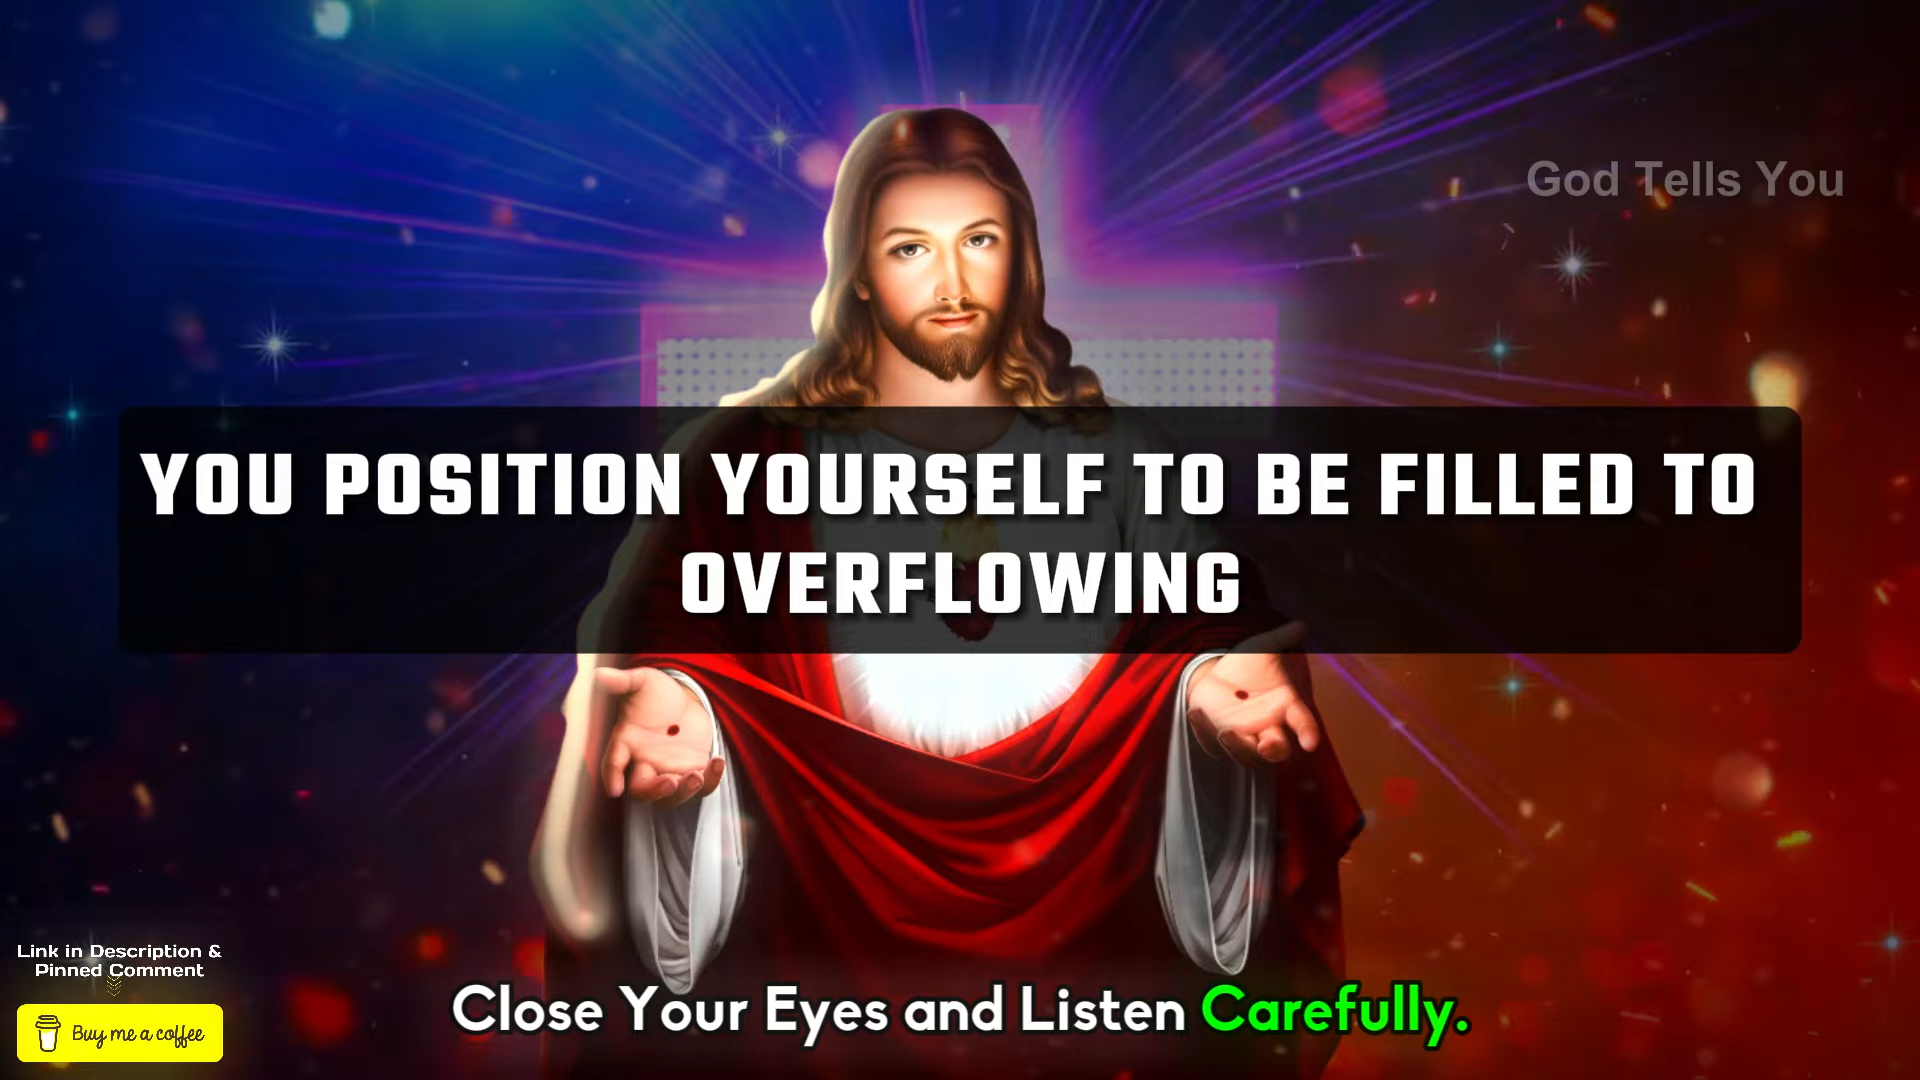 God Tells You
YOU POSITION YOURSELF TO BE FILLED TO
OVERFLOWING
Link in Description &
Pinned Comment
Buy me a coffee
Close Your Eyes and Listen Carefully.